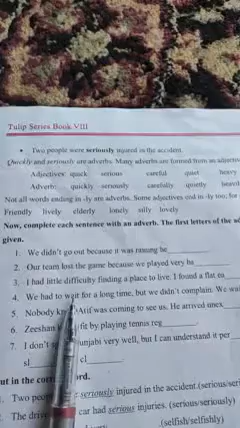 Tulip Series Book VIII
• Two people were seriously injured in the accident.
Quickly and seriously are adverbs. Many adverbs are formed from an adjective
Adjectives: quick serious careful quiet heavy
Adverb: quickly seriously carefully quietly heavil
Not all words ending in -ly are adverbs. Some adjectives end in -ly too, for
Friendly lively elderly lonely silly lovely
Now, complete each sentence with an adverb. The first letters of the ad
given.
1. We didn't go out because it was raining he
2. Our team lost the game because we played very ba
3. I had little difficulty finding a place to live. I found a flat ea
4. We had to wait for a long time, but we didn't complain. We wai
5. Nobody Atif was coming to see us. He arrived unex
6. Zeeshan fit by playing tennis reg
7. I don't unjabi very well, but I can understand it per
sl cl
ut in the corr ord.
Two peop seriously injured in the accident.(serious/seri
The drive car had serious injuries. (serious/seriously)
(selfish/selfishly)